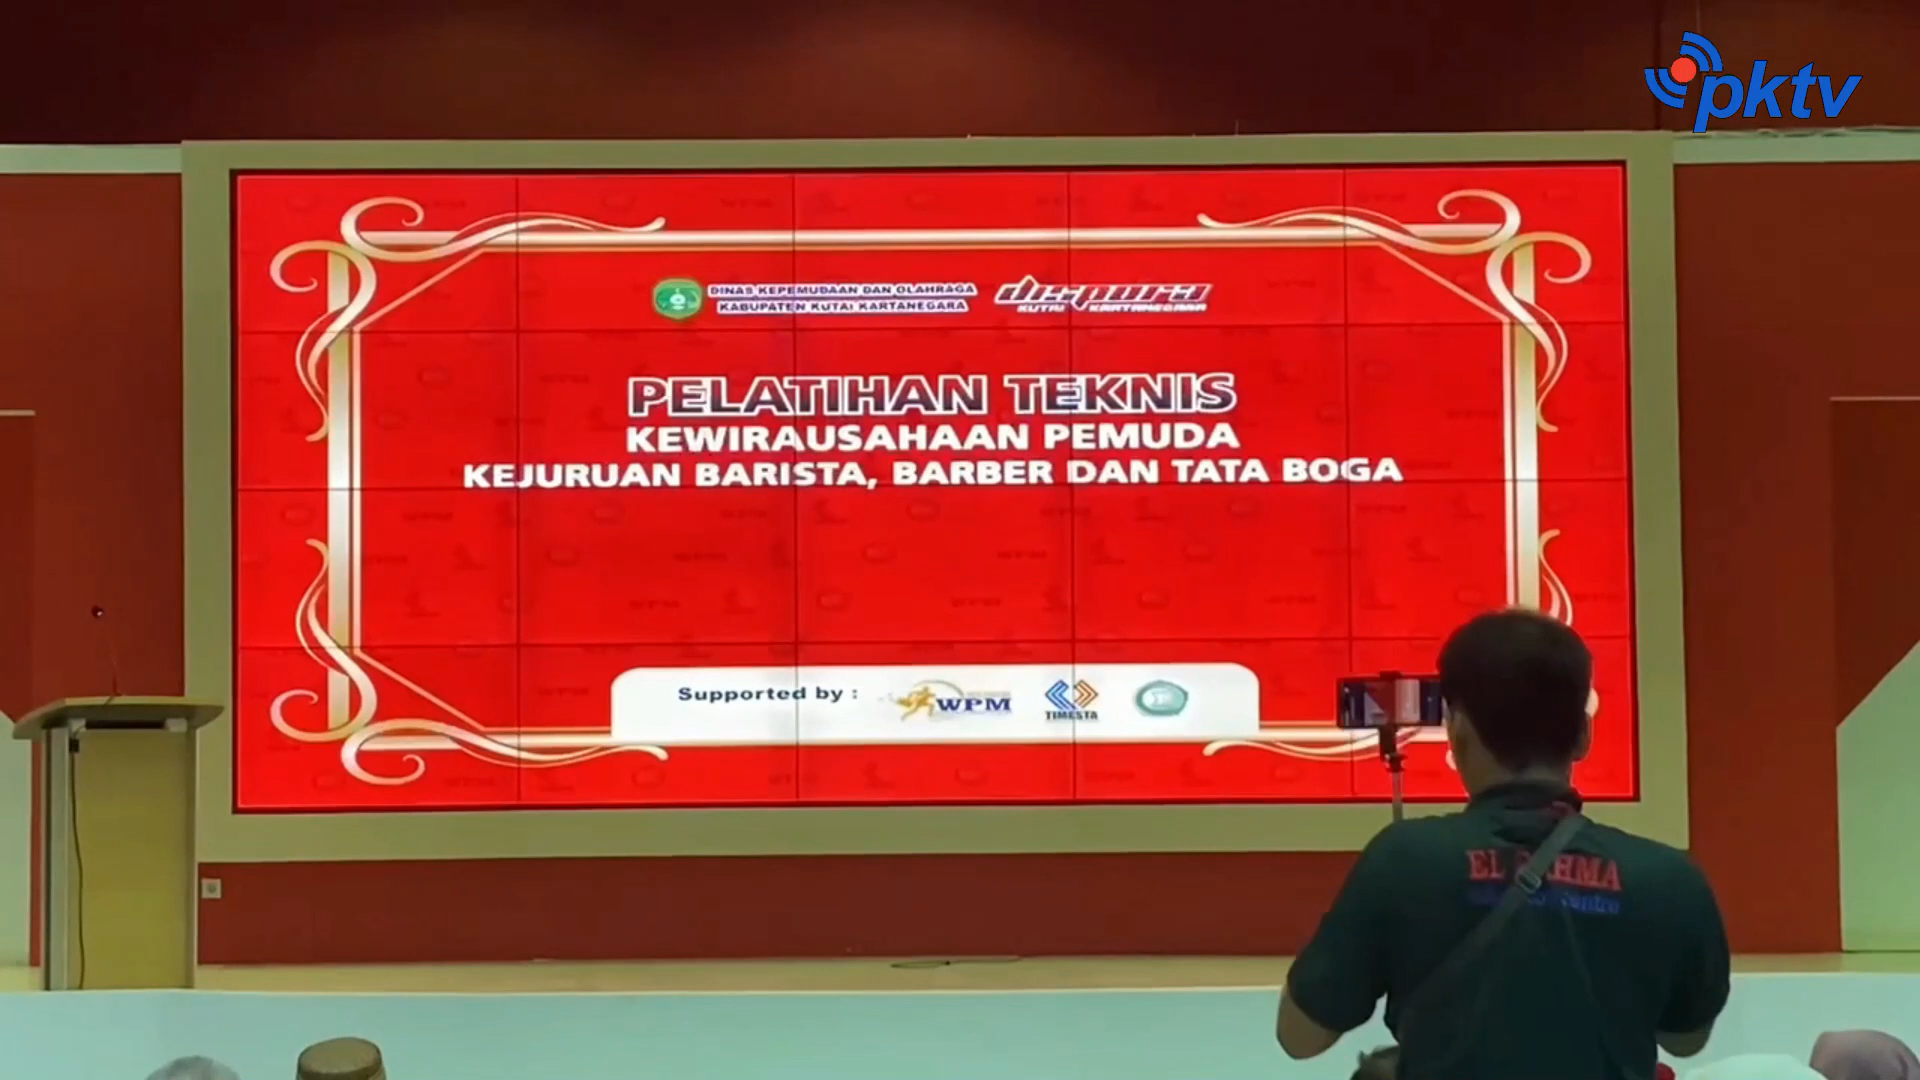 pktv
DINAS KEPEMUDAAN DAN OLAHRAGA
KABUPATEN KUTAI KARTANEGARA
dispora
KUTAI KARTANEGARA
PELATIHAN TEKNIS
KEWIRAUSAHAAN PEMUDA
KEJURUAN BARISTA, BARBER DAN TATA BOGA
Supported by :
WPM
TIMESTA
EL